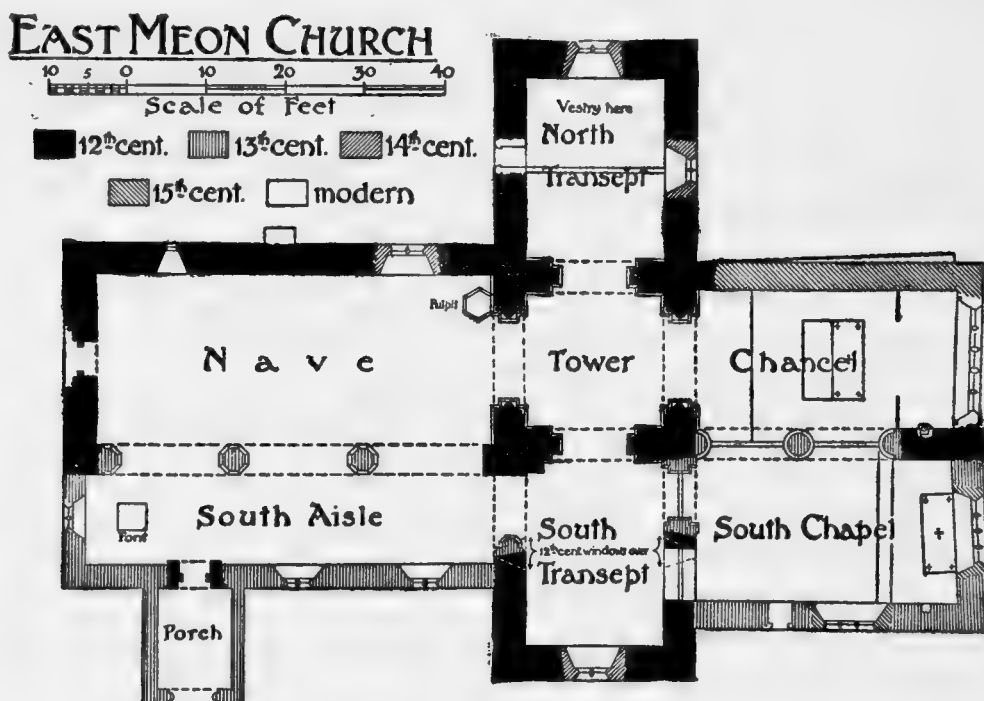 EAST MEON CHURCH
10 5 0 10 20 30 40
Scale of Feet
12th cent. 13th cent. 14th cent.
15th cent. modern
Vestry here
North
Transept
Pulpit
Nave
Tower
Chancel
South Aisle
Font
South
12th cent windows over
Transept
South Chapel
Porch